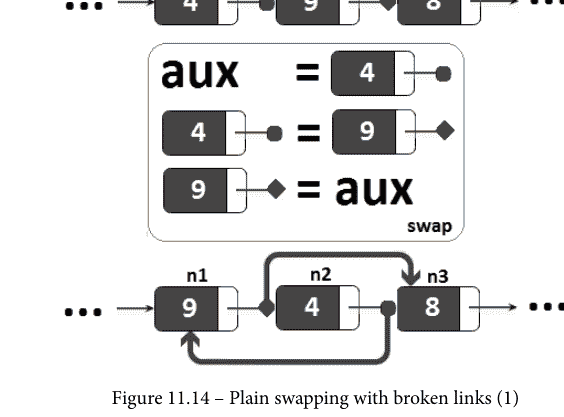 ... 4 9 8 ...
aux = 4
4 = 9
9 = aux
swap
n1 n2 n3
... 9 4 8 ...
Figure 11.14 – Plain swapping with broken links (1)